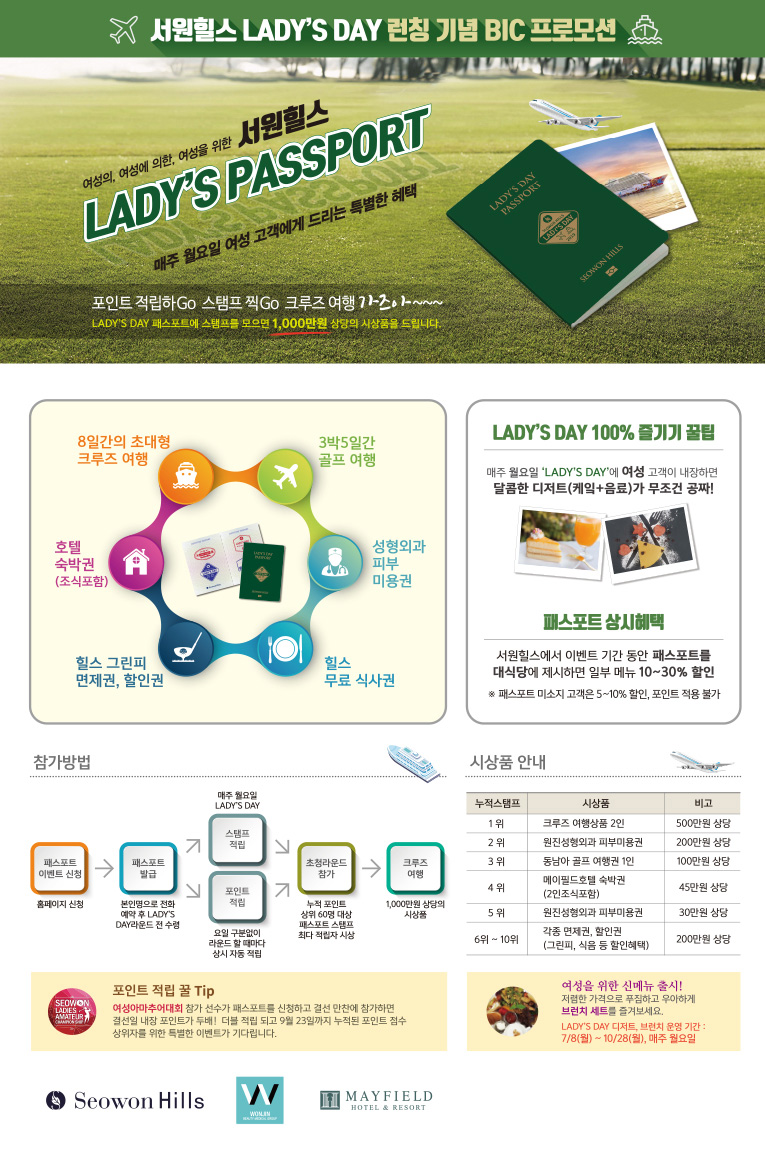 서원힐스 LADY'S DAY 런칭 기념 BIC 프로모션
여성의, 여성에 의한, 여성을 위한 서원힐스
LADY'S PASSPORT
매주 월요일 여성 고객에게 드리는 특별한 혜택
LADY'S DAY
PASSPORT
LADY'S DAY
SEOWON HILLS
포인트 적립하Go 스탬프 찍Go 크루즈 여행 가즈아~~~
LADY'S DAY 패스포트에 스탬프를 모으면 1,000만원 상당의 시상품을 드립니다.
8일간의 초대형
크루즈 여행
3박5일간
골프 여행
호텔
숙박권
(조식포함)
성형외과
피부
미용권
LADY'S DAY
PASSPORT
힐스 그린피
면제권, 할인권
힐스
무료 식사권
LADY'S DAY 100% 즐기기 꿀팁
매주 월요일 'LADY'S DAY'에 여성 고객이 내장하면
달콤한 디저트(케잌+음료)가 무조건 공짜!
패스포트 상시혜택
서원힐스에서 이벤트 기간 동안 패스포트를
대식당에 제시하면 일부 메뉴 10~30% 할인
※ 패스포트 미소지 고객은 5~10% 할인, 포인트 적용 불가
참가방법
매주 월요일
LADY'S DAY
스탬프
적립
패스포트
이벤트 신청
홈페이지 신청
패스포트
발급
본인명으로 전화
예약 후 LADY'S
DAY라운드 전 수령
포인트
적립
요일 구분없이
라운드 할 때마다
상시 자동 적립
초청라운드
참가
누적 포인트
상위 60명 대상
패스포트 스탬프
최다 적립자 시상
크루즈
여행
1,000만원 상당의
시상품
시상품 안내
누적스탬프 시상품 비고
1 위 크루즈 여행상품 2인 500만원 상당
2 위 원진성형외과 피부미용권 200만원 상당
3 위 동남아 골프 여행권 1인 100만원 상당
4 위 메이필드호텔 숙박권
(2인조식포함) 45만원 상당
5 위 원진성형외과 피부미용권 30만원 상당
6위 ~ 10위 각종 면제권, 할인권
(그린피, 식음 등 할인혜택) 200만원 상당
SEOWON
LADIES
AMATEUR
CHAMPIONSHIP
포인트 적립 꿀 Tip
여성아마추어대회 참가 선수가 패스포트를 신청하고 결선 만찬에 참가하면
결선일 내장 포인트가 두배! 더블 적립 되고 9월 23일까지 누적된 포인트 점수
상위자를 위한 특별한 이벤트가 기다립니다.
여성을 위한 신메뉴 출시!
저렴한 가격으로 푸짐하고 우아하게
브런치 세트를 즐겨보세요.
LADY'S DAY 디저트, 브런치 운영 기간 :
7/8(월) ~ 10/28(월), 매주 월요일
Seowon Hills
W
WONJIN
MAYFIELD
HOTEL & RESORT